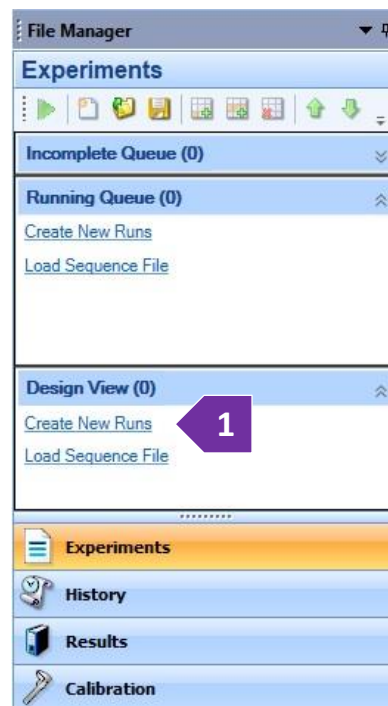 File Manager
Experiments
Incomplete Queue (0)
Running Queue (0)
Create New Runs
Load Sequence File
Design View (0)
Create New Runs
1
Load Sequence File
Experiments
History
Results
Calibration